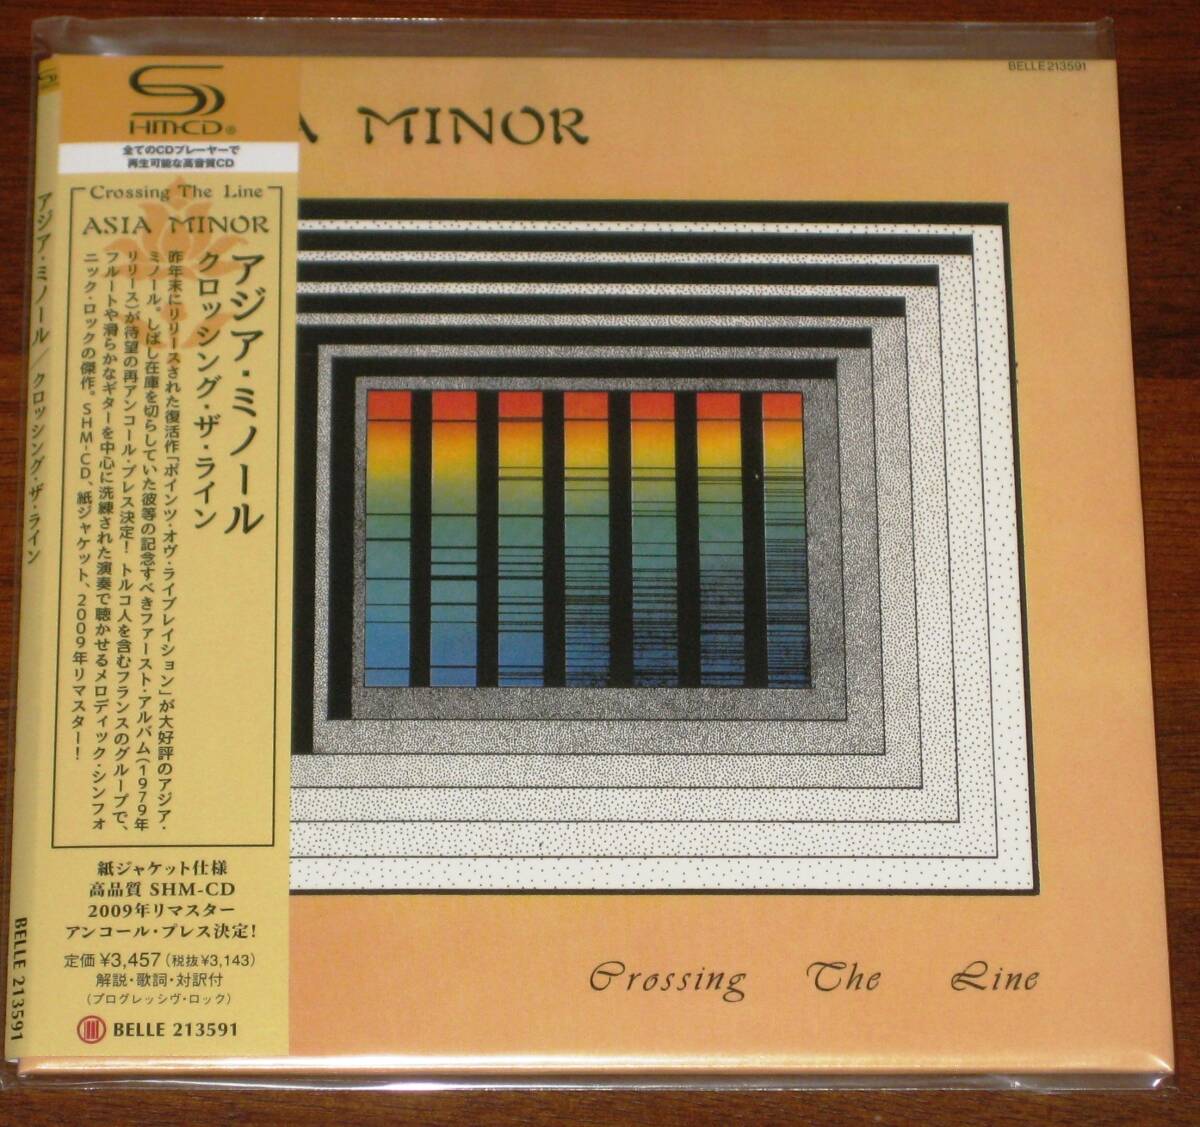 BELLE 213591
A MINOR
HM-CD®
全てのCDプレーヤーで
再生可能な高音質CD
Crossing The Line
ASIA MINOR
アジア・ミノール
クロッシング・ザ・ライン
昨年末にリリースされた復活作「ポインツ・オヴ・ライブレイション」が大好評のアジア・
ミノール。しばし在庫を切らしていた彼等の記念すべきファースト・アルバム(1979年
リリース)が待望の再アンコール・プレス決定! トルコ人を含むフランスのグループで、
フルートや滑らかなギターを中心に洗練された演奏で聴かせるメロディック・シンフォ
ニック・ロックの傑作。SHM-CD、紙ジャケット、2009年リマスター!
紙ジャケット仕様
高品質 SHM-CD
2009年リマスター
アンコール・プレス決定!
定価 ¥3,457 (税抜¥3,143)
解説・歌詞・対訳付
(プログレッシヴ・ロック)
BELLE 213591
アジア・ミノール/クロッシング・ザ・ライン
BELLE 213591
Crossing The Line